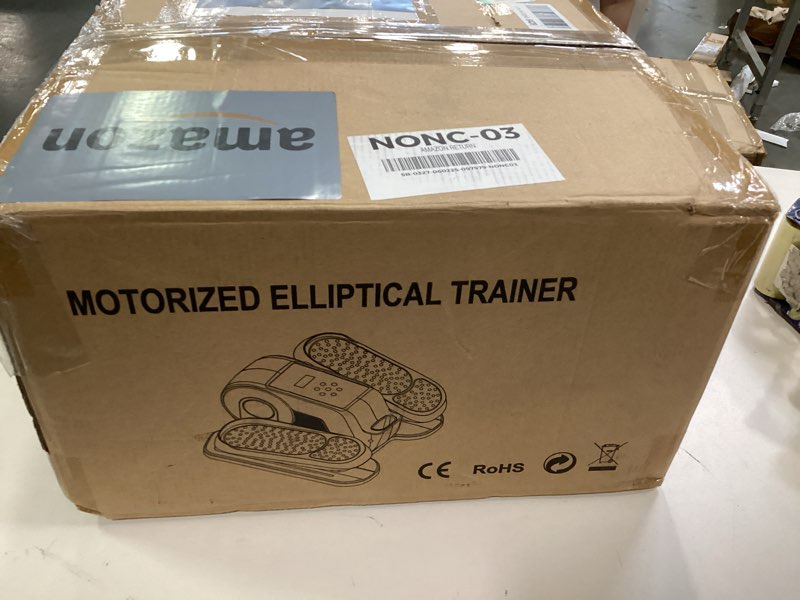 amazon
NONC-03
AMAZON RETURN
MOTORIZED ELLIPTICAL TRAINER
CE RoHS